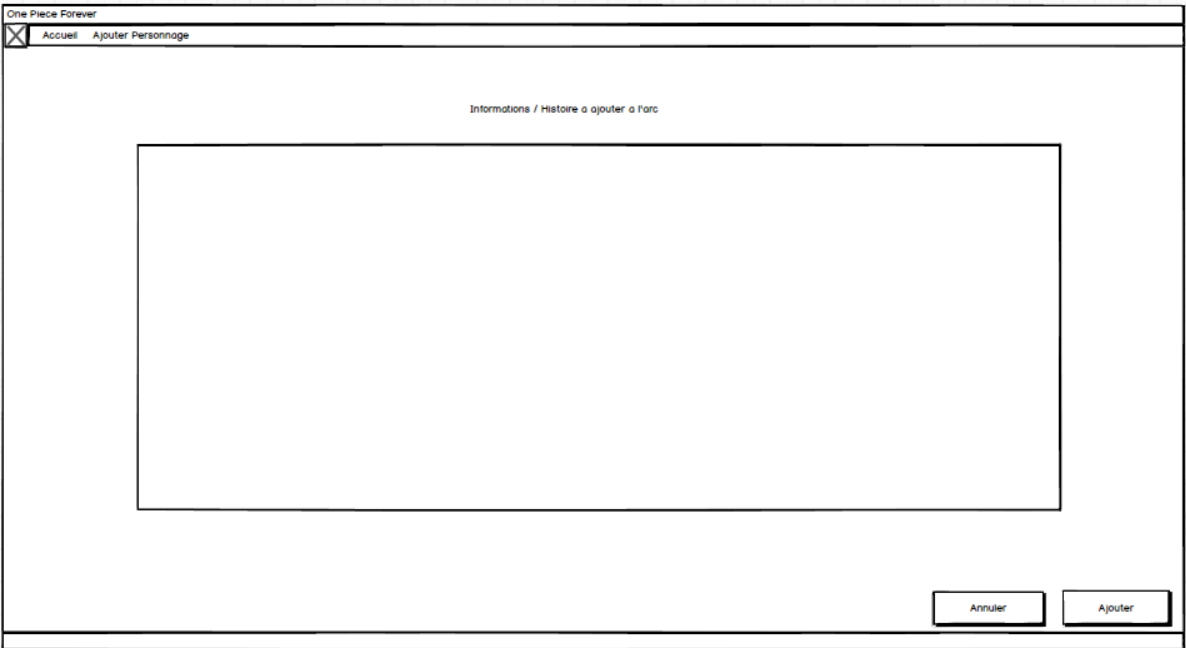 One Piece Forever
Accueil Ajouter Personnage
Informations / Histoire a ajouter a l'arc
Annuler Ajouter